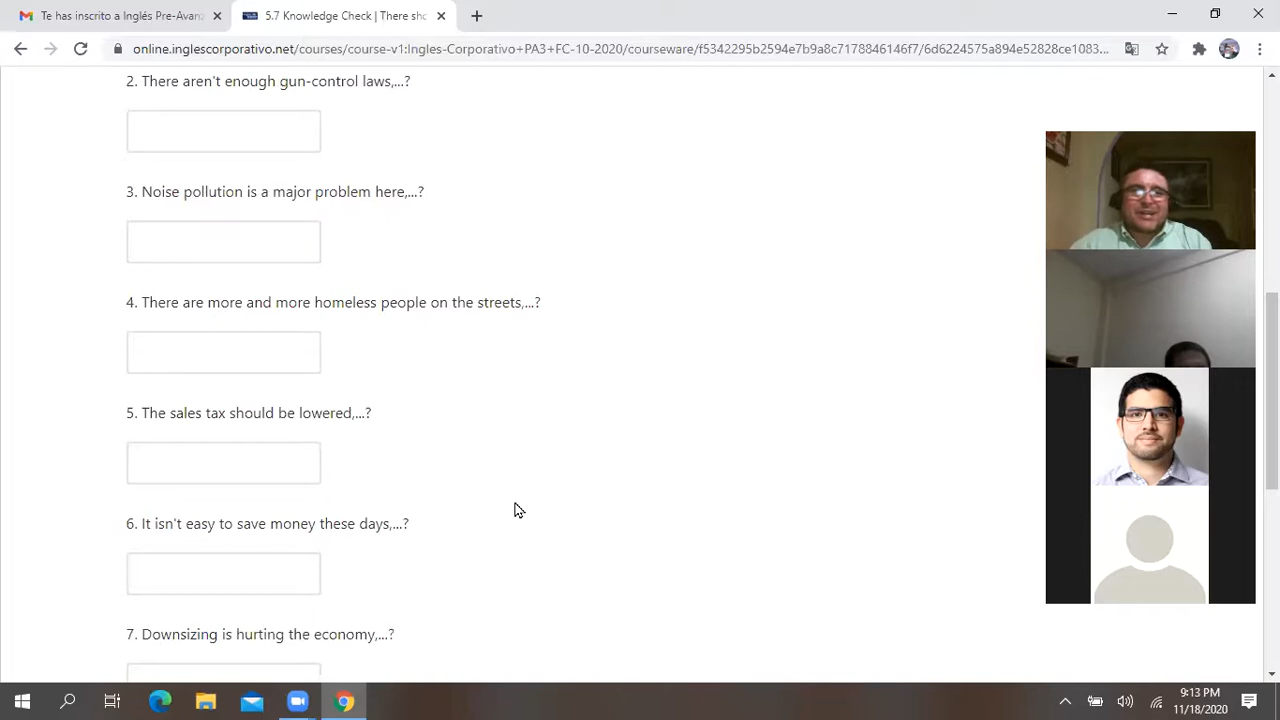 Te has inscrito a Inglés Pre-Avan
5.7 Knowledge Check | There sho
online.inglescorporativo.net/courses/course-v1:Ingles-Corporativo+PA3+FC-10-2020/courseware/f5342295b2594e7b9a8c7178846146f7/6d6224575a894e52828ce1083...
2. There aren't enough gun-control laws,...?
3. Noise pollution is a major problem here,...?
4. There are more and more homeless people on the streets,...?
5. The sales tax should be lowered,...?
6. It isn't easy to save money these days,...?
7. Downsizing is hurting the economy,...?
9:13 PM
11/18/2020